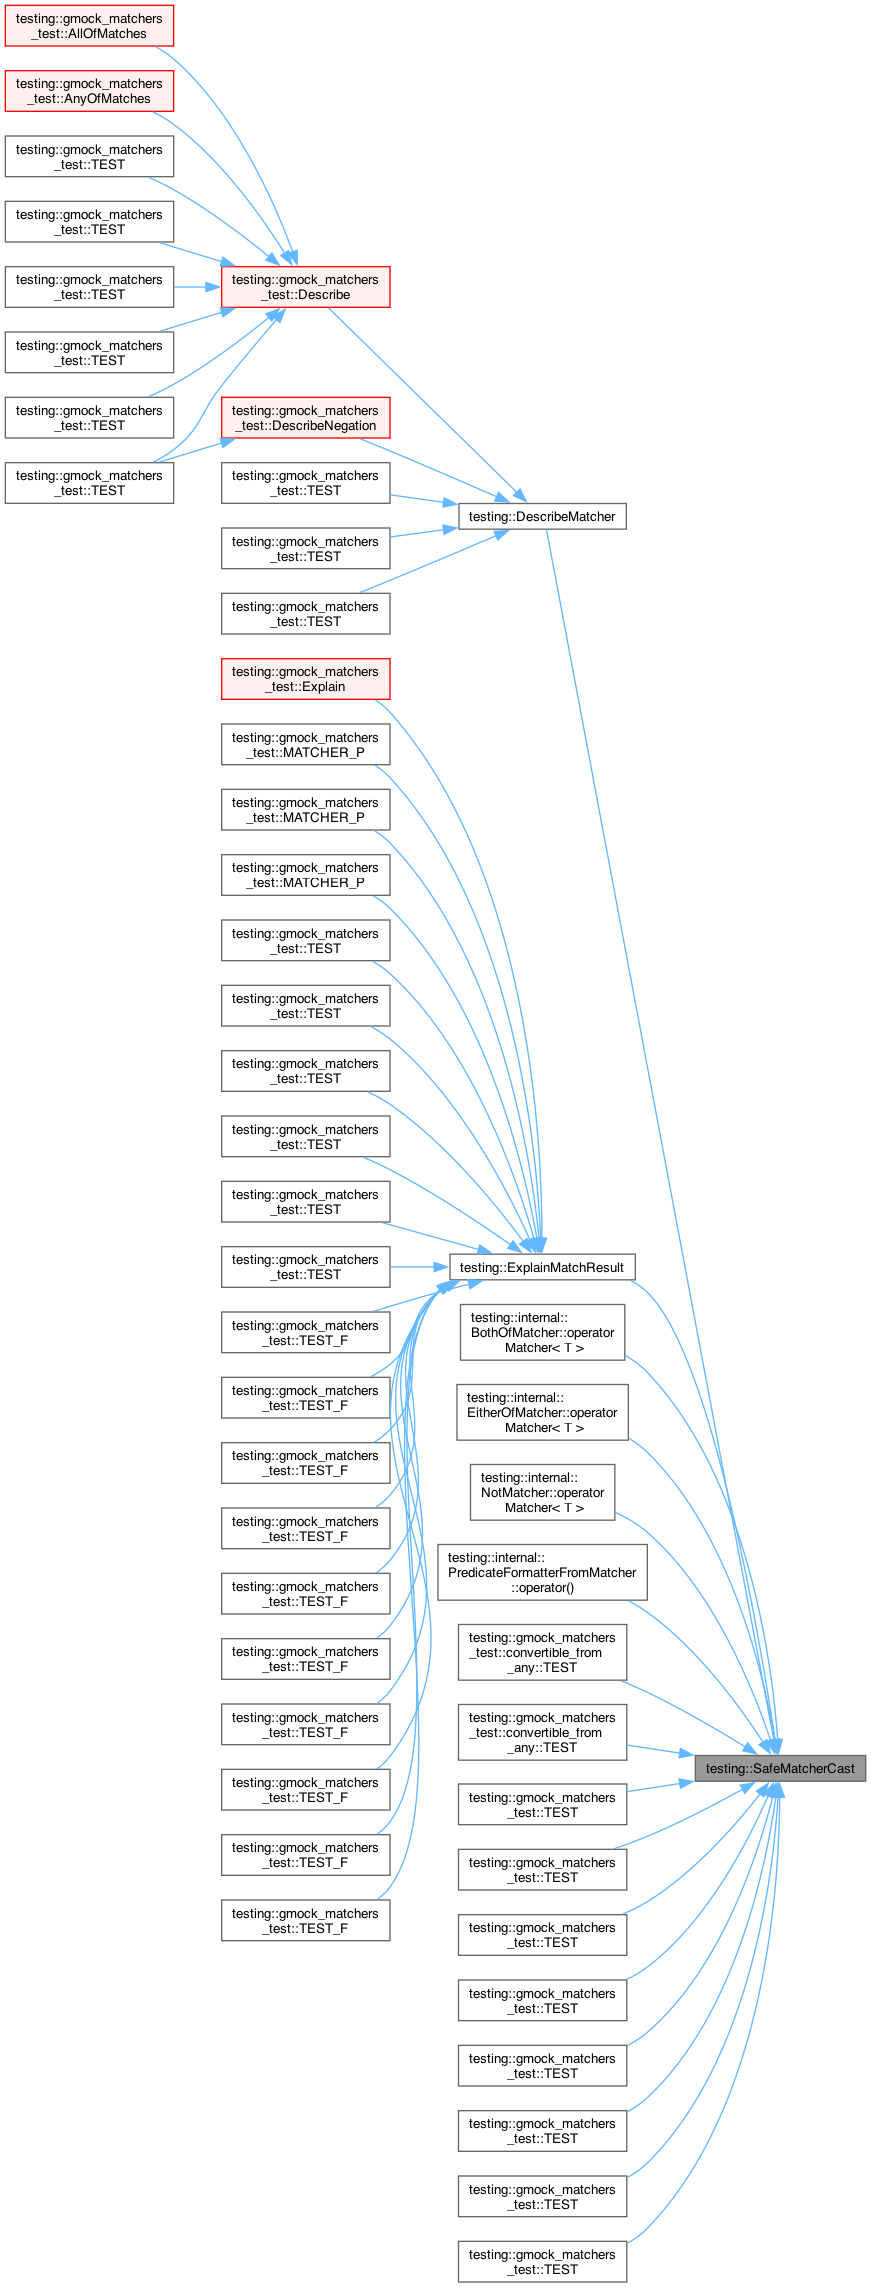 testing::gmock_matchers
_test::AllOfMatches
testing::gmock_matchers
_test::AnyOfMatches
testing::gmock_matchers
_test::TEST
testing::gmock_matchers
_test::TEST
testing::gmock_matchers
_test::TEST
testing::gmock_matchers
_test::TEST
testing::gmock_matchers
_test::TEST
testing::gmock_matchers
_test::TEST
testing::gmock_matchers
_test::Describe
testing::gmock_matchers
_test::DescribeNegation
testing::gmock_matchers
_test::TEST
testing::gmock_matchers
_test::TEST
testing::gmock_matchers
_test::TEST
testing::DescribeMatcher
testing::gmock_matchers
_test::Explain
testing::gmock_matchers
_test::MATCHER_P
testing::gmock_matchers
_test::MATCHER_P
testing::gmock_matchers
_test::MATCHER_P
testing::gmock_matchers
_test::TEST
testing::gmock_matchers
_test::TEST
testing::gmock_matchers
_test::TEST
testing::gmock_matchers
_test::TEST
testing::gmock_matchers
_test::TEST
testing::gmock_matchers
_test::TEST
testing::gmock_matchers
_test::TEST_F
testing::gmock_matchers
_test::TEST_F
testing::gmock_matchers
_test::TEST_F
testing::gmock_matchers
_test::TEST_F
testing::gmock_matchers
_test::TEST_F
testing::gmock_matchers
_test::TEST_F
testing::gmock_matchers
_test::TEST_F
testing::gmock_matchers
_test::TEST_F
testing::gmock_matchers
_test::TEST_F
testing::gmock_matchers
_test::TEST_F
testing::ExplainMatchResult
testing::internal::
BothOfMatcher::operator
Matcher< T >
testing::internal::
EitherOfMatcher::operator
Matcher< T >
testing::internal::
NotMatcher::operator
Matcher< T >
testing::internal::
PredicateFormatterFromMatcher
::operator()
testing::gmock_matchers
_test::convertible_from
_any::TEST
testing::gmock_matchers
_test::convertible_from
_any::TEST
testing::gmock_matchers
_test::TEST
testing::gmock_matchers
_test::TEST
testing::gmock_matchers
_test::TEST
testing::gmock_matchers
_test::TEST
testing::gmock_matchers
_test::TEST
testing::gmock_matchers
_test::TEST
testing::gmock_matchers
_test::TEST
testing::gmock_matchers
_test::TEST
testing::SafeMatcherCast